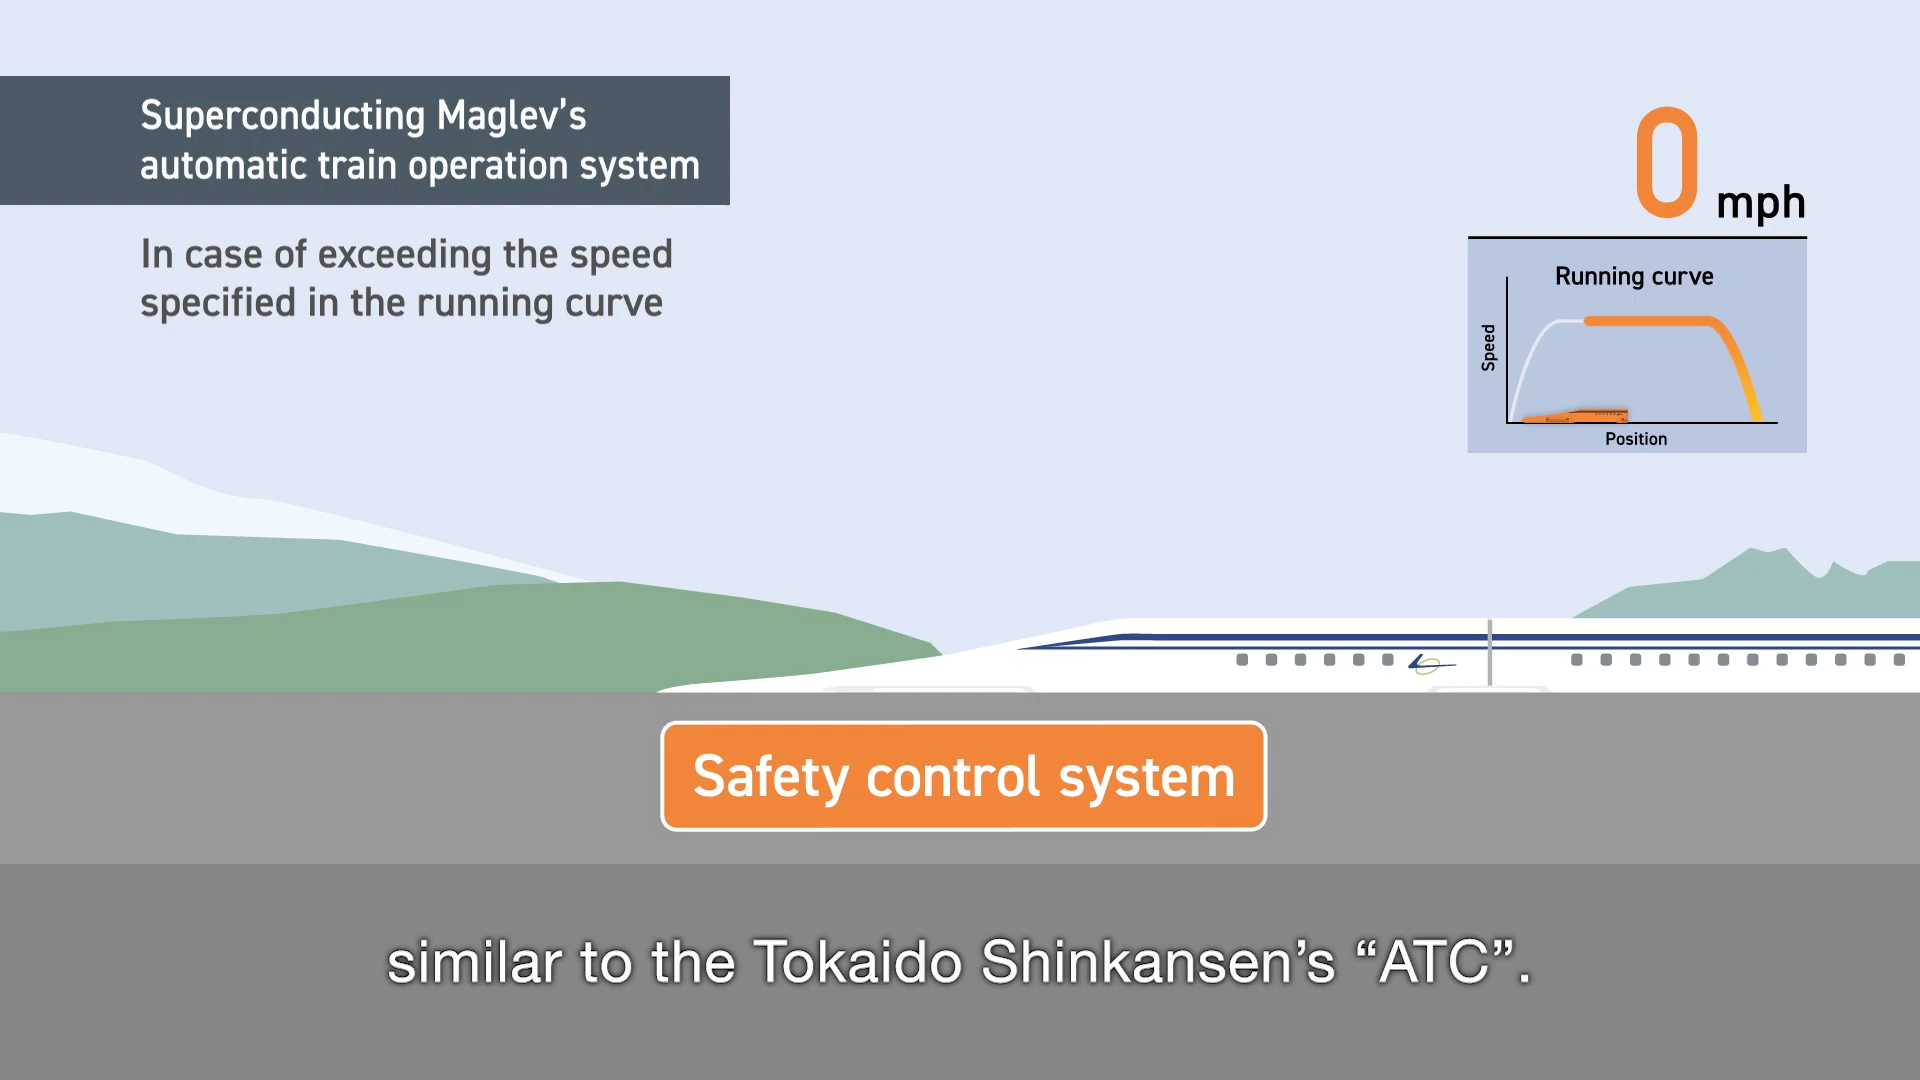 Superconducting Maglev’s
automatic train operation system
In case of exceeding the speed
specified in the running curve
0 mph
Running curve
Speed
Position
Safety control system
similar to the Tokaido Shinkansen’s “ATC”.